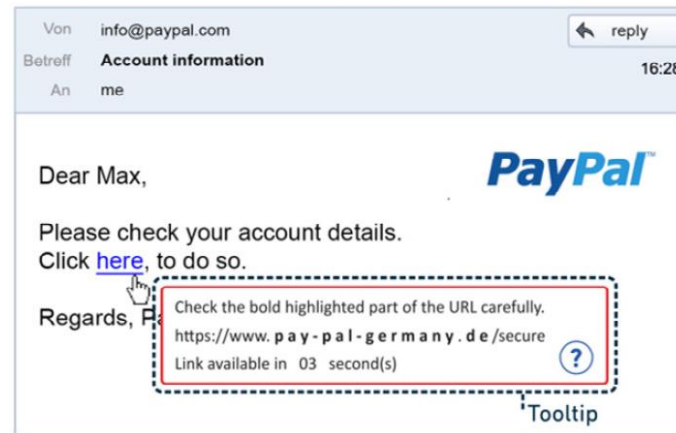 Von info@paypal.com
reply
Betreff Account information
16:28
An me
PayPal™
Dear Max,
Please check your account details.
Click here, to do so.
Regards,
Check the bold highlighted part of the URL carefully.
https://www.pay-pal-germany.de/secure
Link available in 03 second(s)
?
Tooltip